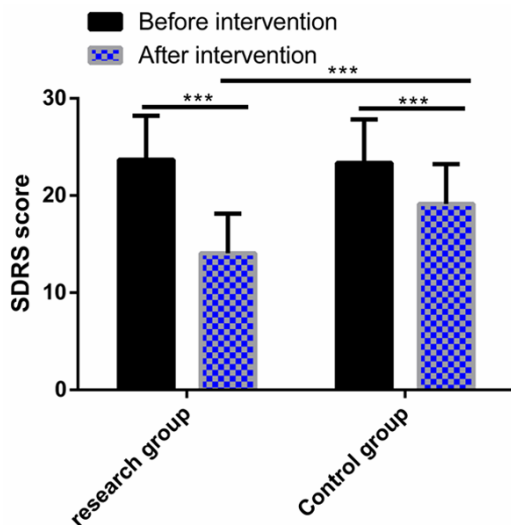 Before intervention
After intervention
***
*** ***
30
20
10
0
SDRS score
research group
Control group